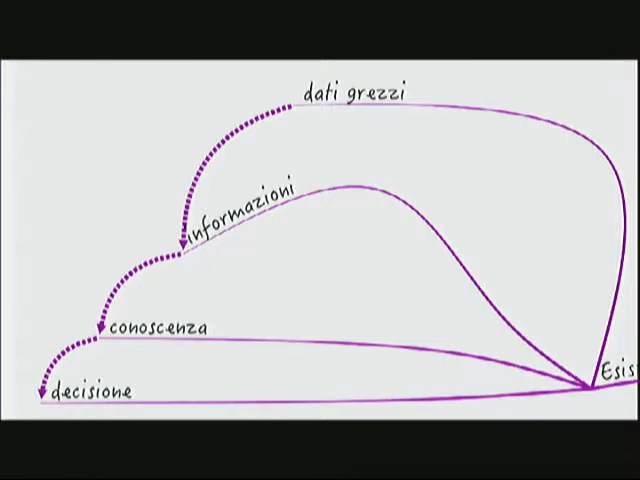 dati grezzi
informazioni
conoscenza
Esis
decisione